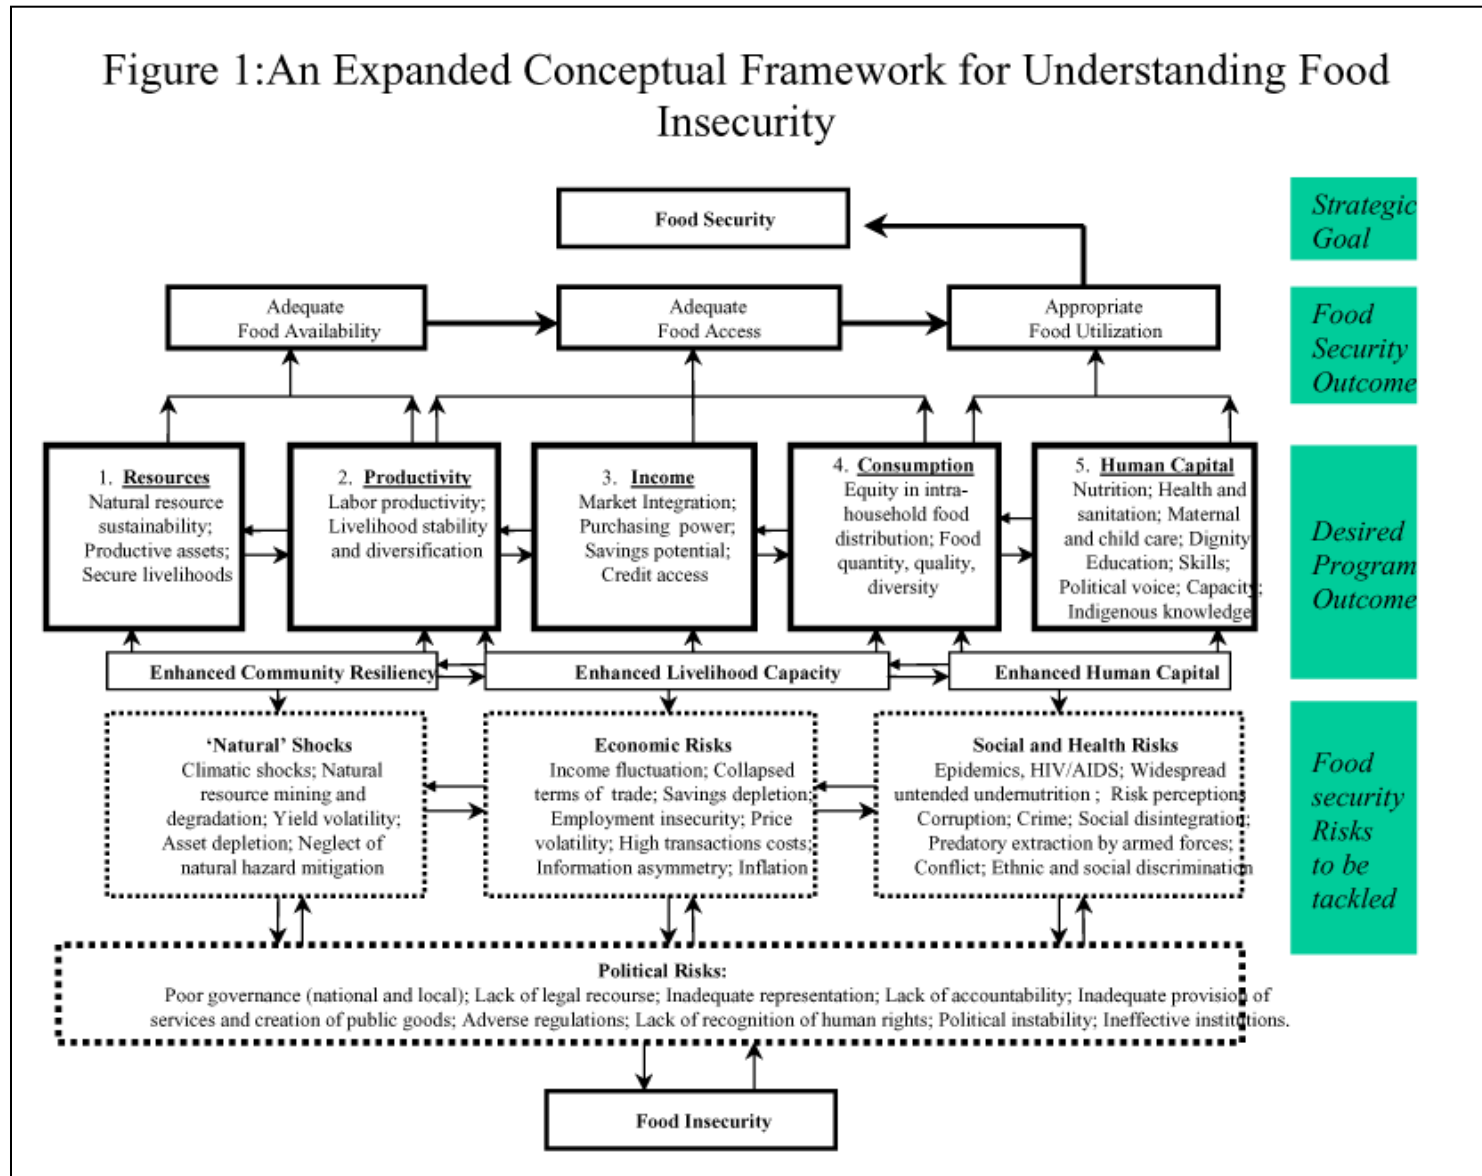 Figure 1:An Expanded Conceptual Framework for Understanding Food
Insecurity
Food Security
Strategic
Goal
Adequate
Food Availability
Adequate
Food Access
Appropriate
Food Utilization
Food
Security
Outcome
1. Resources
Natural resource
sustainability;
Productive assets;
Secure livelihoods
2. Productivity
Labor productivity;
Livelihood stability
and diversification
3. Income
Market Integration;
Purchasing power;
Savings potential;
Credit access
4. Consumption
Equity in intra-
household food
distribution; Food
quantity, quality,
diversity
5. Human Capital
Nutrition; Health and
sanitation; Maternal
and child care; Dignity
Education; Skills;
Political voice; Capacity;
Indigenous knowledge
Desired
Program
Outcome
Enhanced Community Resiliency
Enhanced Livelihood Capacity
Enhanced Human Capital
‘Natural’ Shocks
Climatic shocks; Natural
resource mining and
degradation; Yield volatility;
Asset depletion; Neglect of
natural hazard mitigation
Economic Risks
Income fluctuation; Collapsed
terms of trade; Savings depletion;
Employment insecurity; Price
volatility; High transactions costs;
Information asymmetry; Inflation
Social and Health Risks
Epidemics, HIV/AIDS; Widespread
untended undernutrition ; Risk perceptions
Corruption; Crime; Social disintegration;
Predatory extraction by armed forces;
Conflict; Ethnic and social discrimination
Food
security
Risks
to be
tackled
Political Risks:
Poor governance (national and local); Lack of legal recourse; Inadequate representation; Lack of accountability; Inadequate provision of
services and creation of public goods; Adverse regulations; Lack of recognition of human rights; Political instability; Ineffective institutions.
Food Insecurity